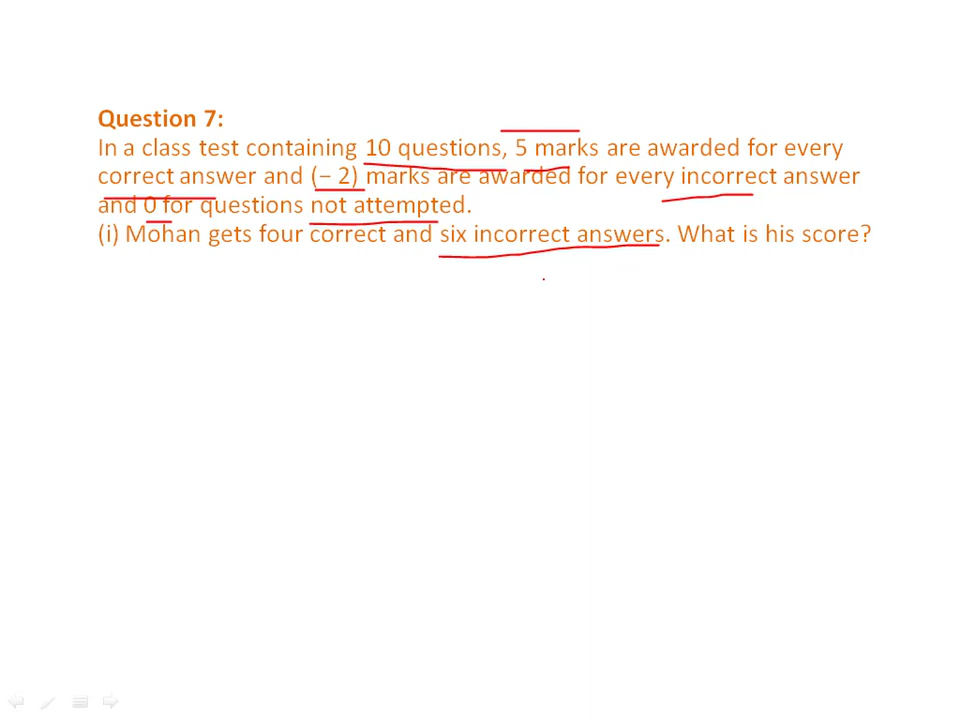 Question 7:
In a class test containing 10 questions, 5 marks are awarded for every
correct answer and (− 2) marks are awarded for every incorrect answer
and 0 for questions not attempted.
(i) Mohan gets four correct and six incorrect answers. What is his score?